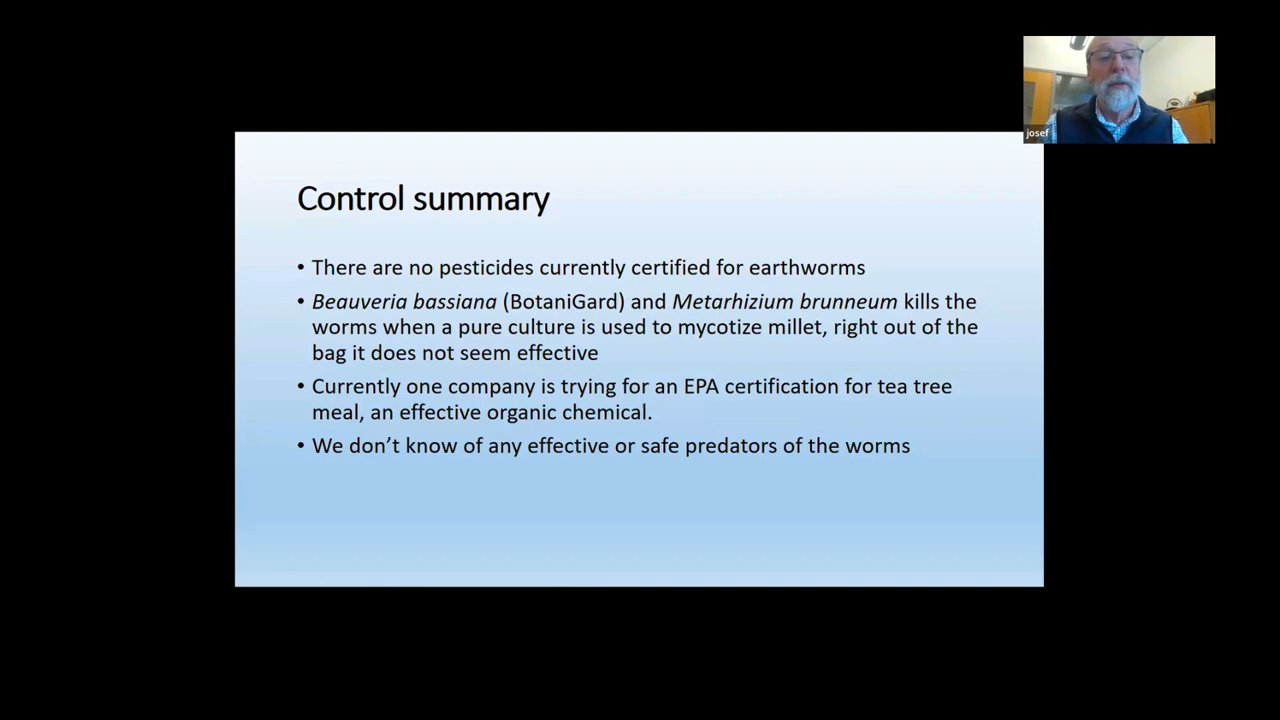 josef
Control summary
• There are no pesticides currently certified for earthworms
• Beauveria bassiana (BotaniGard) and Metarhizium brunneum kills the
worms when a pure culture is used to mycotize millet, right out of the
bag it does not seem effective
• Currently one company is trying for an EPA certification for tea tree
meal, an effective organic chemical.
• We don’t know of any effective or safe predators of the worms